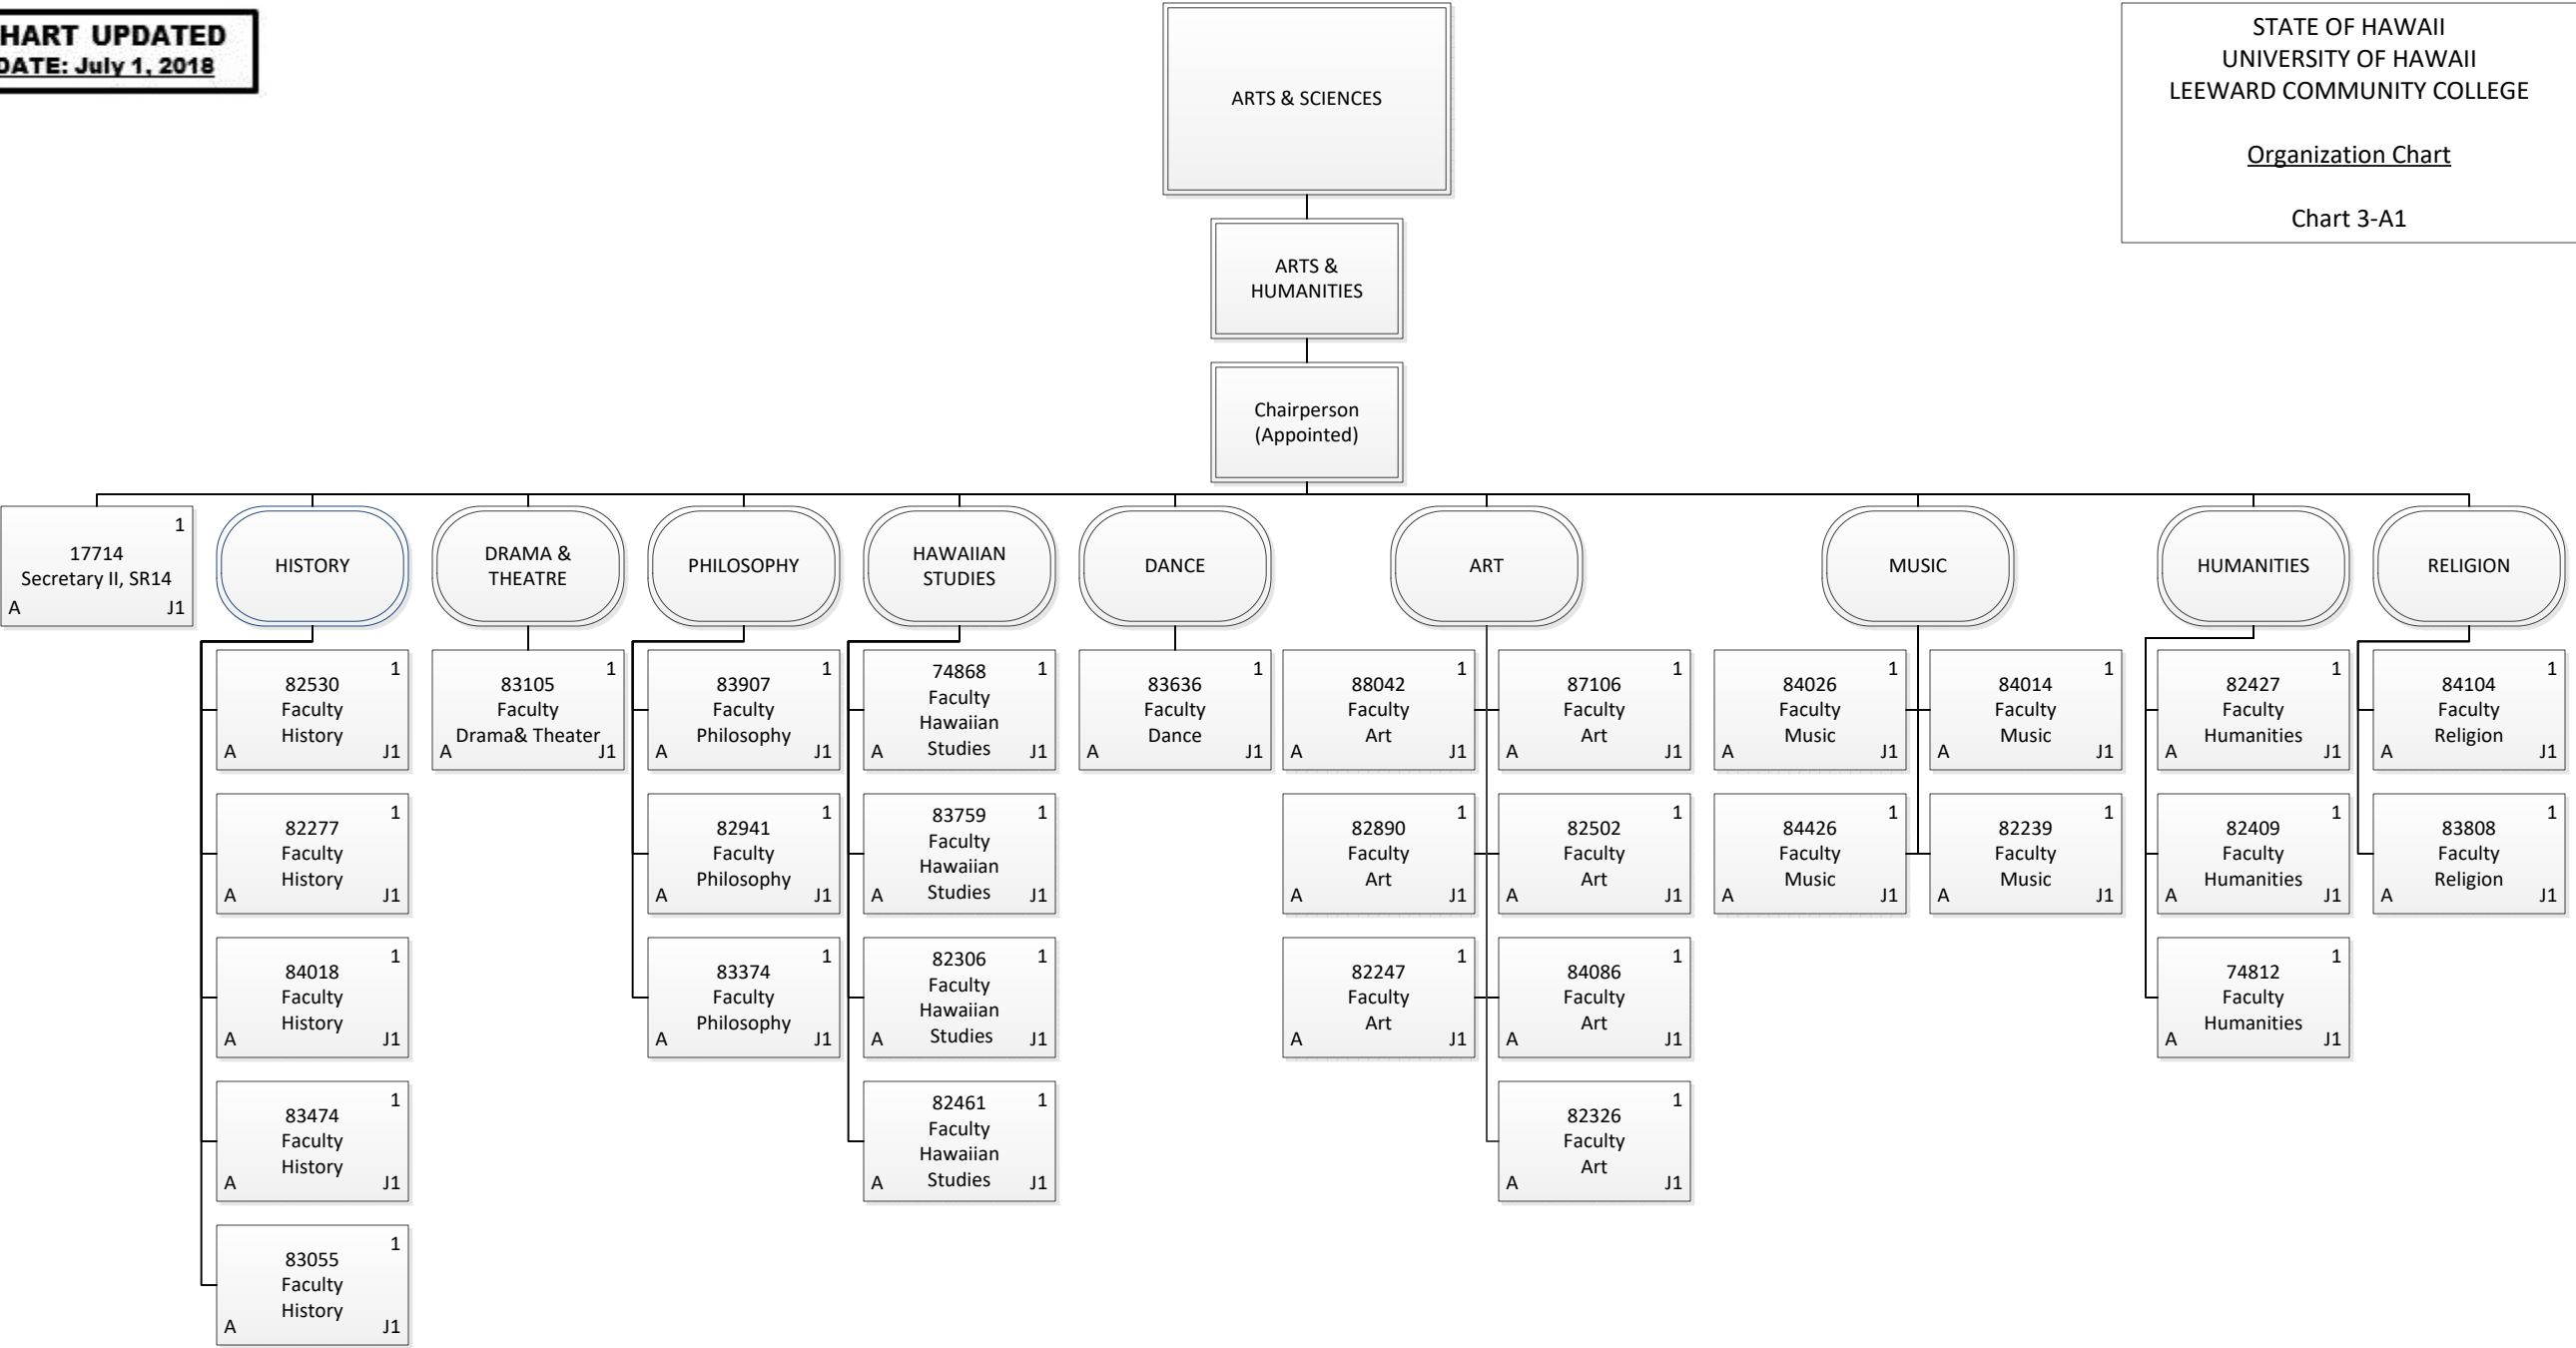 HART UPDATED
DATE: July 1, 2018
STATE OF HAWAII
UNIVERSITY OF HAWAII
LEEWARD COMMUNITY COLLEGE
Organization Chart
Chart 3-A1
ARTS & SCIENCES
ARTS &
HUMANITIES
Chairperson
(Appointed)
1
17714
Secretary II, SR14
A J1
HISTORY
1
82530
Faculty
History
A J1
1
82277
Faculty
History
A J1
1
84018
Faculty
History
A J1
1
83474
Faculty
History
A J1
1
83055
Faculty
History
A J1
DRAMA &
THEATRE
1
83105
Faculty
Drama& Theater
A J1
PHILOSOPHY
1
83907
Faculty
Philosophy
A J1
1
82941
Faculty
Philosophy
A J1
1
83374
Faculty
Philosophy
A J1
HAWAIIAN
STUDIES
74868 1
Faculty
Hawaiian
Studies
A J1
83759 1
Faculty
Hawaiian
Studies
A J1
82306 1
Faculty
Hawaiian
Studies
A J1
82461 1
Faculty
Hawaiian
Studies
A J1
DANCE
1
83636
Faculty
Dance
A J1
ART
1
88042
Faculty
Art
A J1
1
87106
Faculty
Art
A J1
1
82890
Faculty
Art
A J1
1
82502
Faculty
Art
A J1
1
82247
Faculty
Art
A J1
1
84086
Faculty
Art
A J1
1
82326
Faculty
Art
A J1
MUSIC
1
84026
Faculty
Music
A J1
1
84014
Faculty
Music
A J1
1
84426
Faculty
Music
A J1
1
82239
Faculty
Music
A J1
HUMANITIES
1
82427
Faculty
Humanities
A J1
1
82409
Faculty
Humanities
A J1
1
74812
Faculty
Humanities
A J1
RELIGION
1
84104
Faculty
Religion
A J1
1
83808
Faculty
Religion
A J1